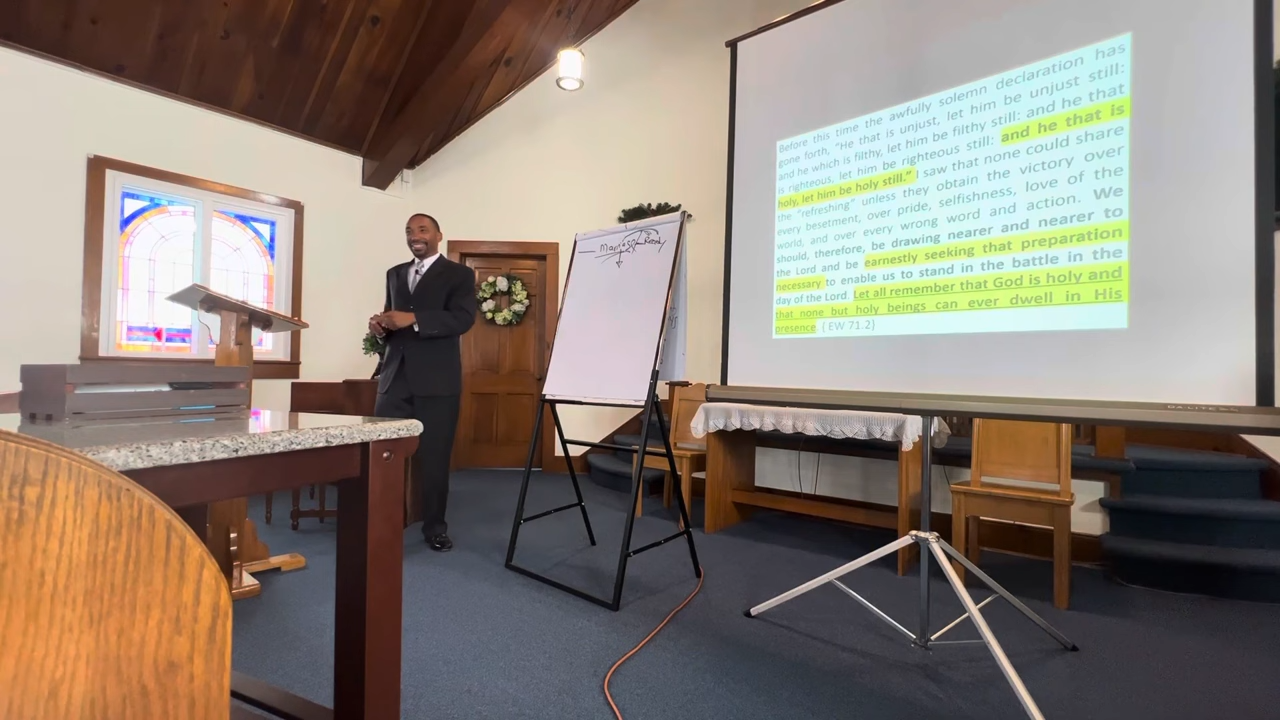 Before this time the awfully solemn declaration has
gone forth, "He that is unjust, let him be unjust still:
and he which is filthy, let him be filthy still: and he that
is righteous, let him be righteous still: and he that is
holy, let him be holy still." I saw that none could share
the "refreshing" unless they obtain the victory over
every besetment, over pride, selfishness, love of the
world, and over every wrong word and action. We
should, therefore, be drawing nearer and nearer to
the Lord and be earnestly seeking that preparation
necessary to enable us to stand in the battle in the
day of the Lord. Let all remember that God is holy and
that none but holy beings can ever dwell in His
presence. (EW 71.2)
DA-LITE